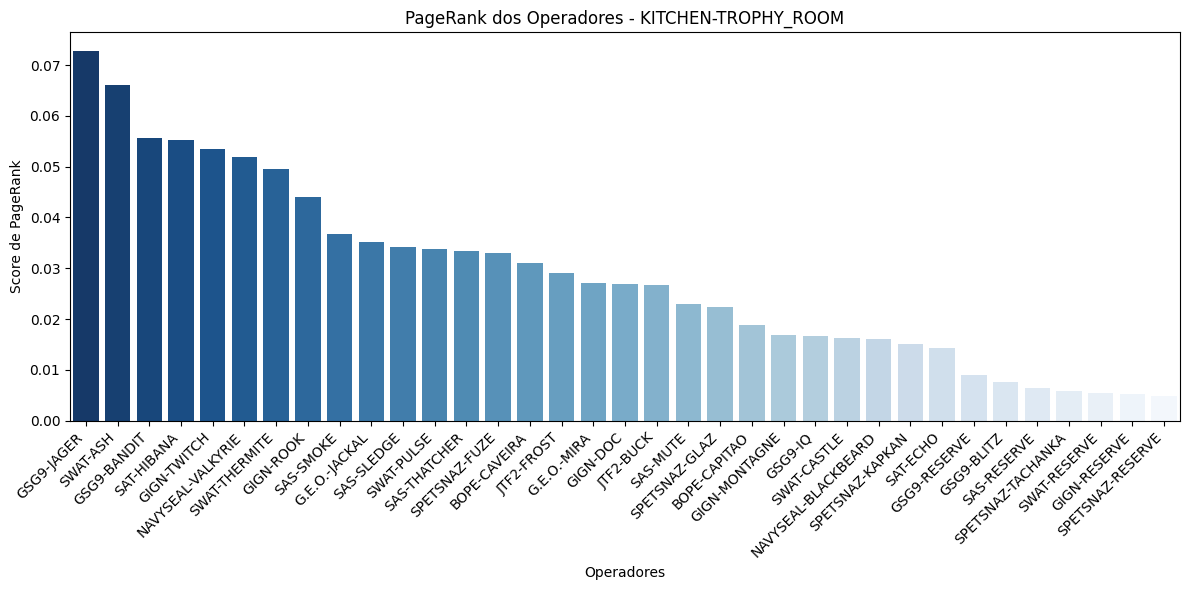 PageRank dos Operadores - KITCHEN-TROPHY_ROOM
Score de PageRank
0.07
0.06
0.05
0.04
0.03
0.02
0.01
0.00
GSG9-JAGER
SWAT-ASH
GSG9-BANDIT
SAT-HIBANA
GIGN-TWITCH
NAVYSEAL-VALKYRIE
SWAT-THERMITE
GIGN-ROOK
SAS-SMOKE
G.E.O.-JACKAL
SAS-SLEDGE
SWAT-PULSE
SAS-THATCHER
SPETSNAZ-FUZE
BOPE-CAVEIRA
JTF2-FROST
G.E.O.-MIRA
GIGN-DOC
JTF2-BUCK
SAS-MUTE
SPETSNAZ-GLAZ
BOPE-CAPITAO
GIGN-MONTAGNE
GSG9-IQ
SWAT-CASTLE
NAVYSEAL-BLACKBEARD
SPETSNAZ-KAPKAN
SAT-ECHO
GSG9-RESERVE
GSG9-BLITZ
SAS-RESERVE
SPETSNAZ-TACHANKA
SWAT-RESERVE
GIGN-RESERVE
SPETSNAZ-RESERVE
Operadores